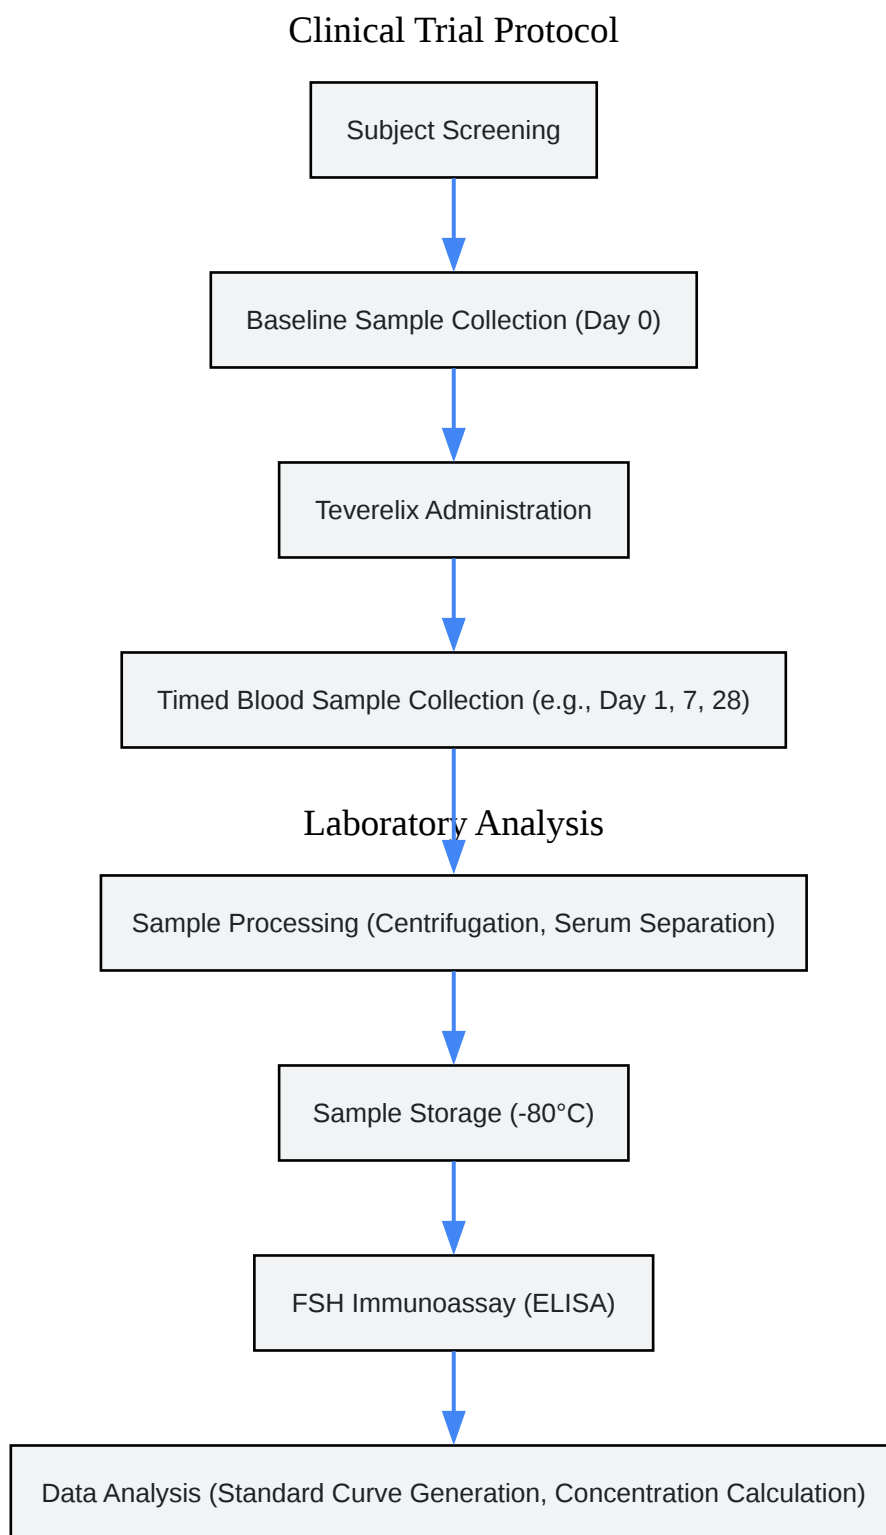 Clinical Trial Protocol
Subject Screening
Baseline Sample Collection (Day 0)
Teverelix Administration
Timed Blood Sample Collection (e.g., Day 1, 7, 28)
Laboratory Analysis
Sample Processing (Centrifugation, Serum Separation)
Sample Storage (-80°C)
FSH Immunoassay (ELISA)
Data Analysis (Standard Curve Generation, Concentration Calculation)